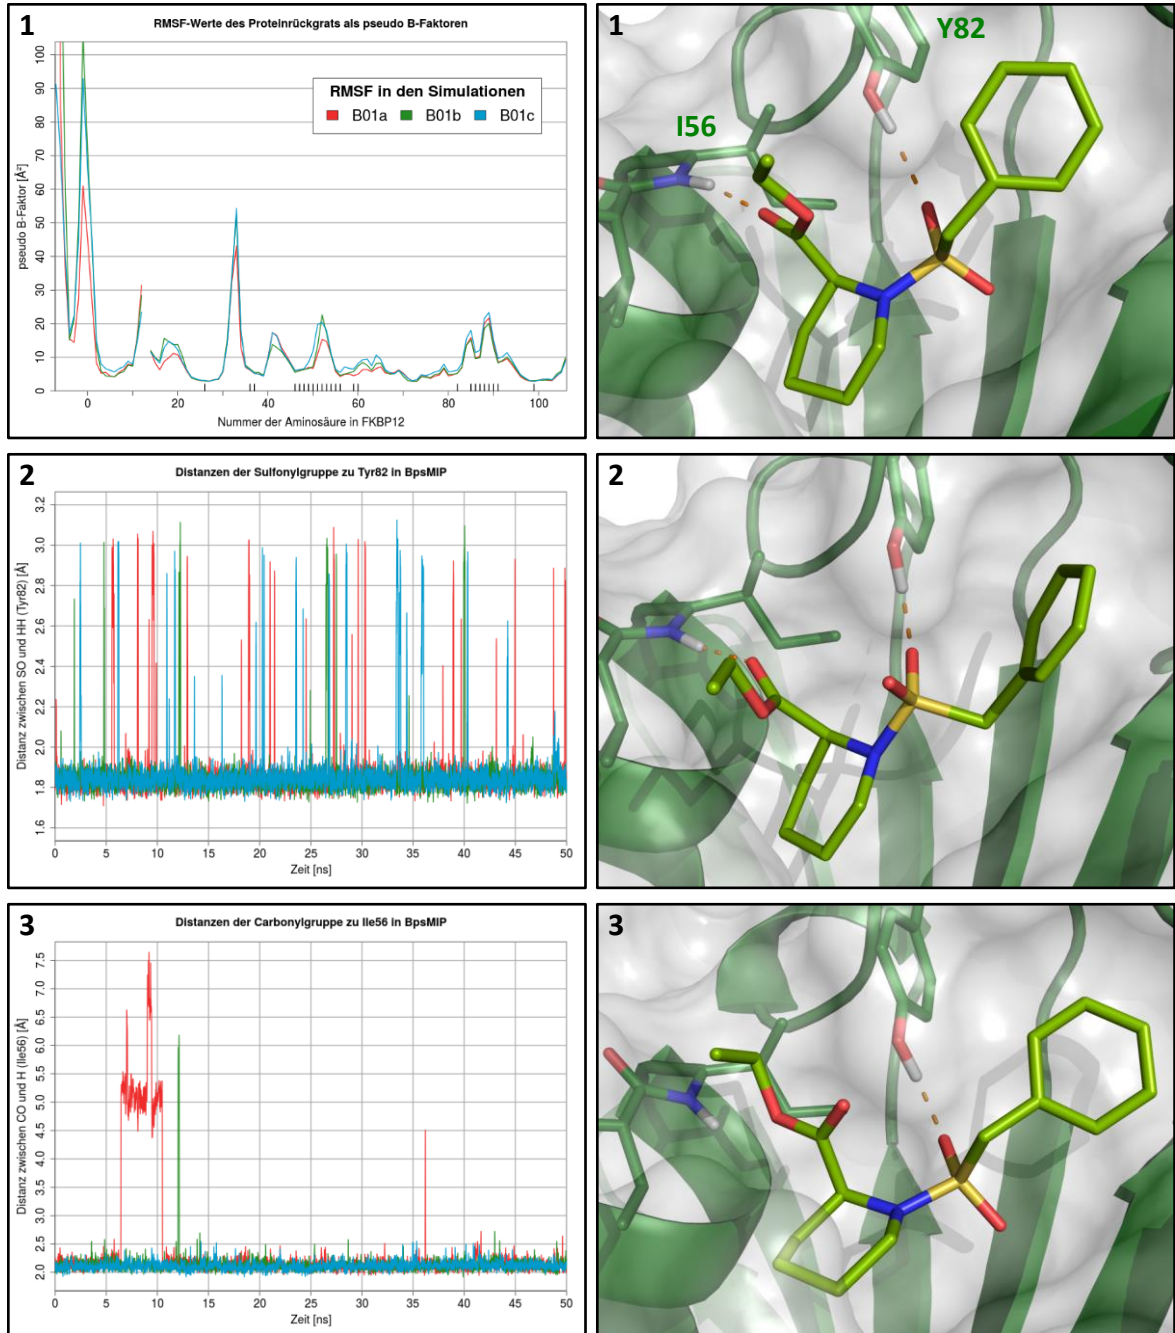 1
RMSF-Werte des Proteinrückgrats als pseudo B-Faktoren
pseudo B-Faktor [Å²]
100
90
80
70
60
50
40
30
20
10
0
RMSF in den Simulationen
B01a B01b B01c
0 20 40 60 80 100
Nummer der Aminosäure in FKBP12
1
Y82
I56
2
Distanzen der Sulfonylgruppe zu Tyr82 in BpsMIP
Distanz zwischen SO und HH (Tyr82) [Å]
3.2
3.0
2.8
2.6
2.4
2.2
2.0
1.8
1.6
0 5 10 15 20 25 30 35 40 45 50
Zeit [ns]
2
3
Distanzen der Carbonylgruppe zu Ile56 in BpsMIP
Distanz zwischen CO und H (Ile56) [Å]
7.5
7.0
6.5
6.0
5.5
5.0
4.5
4.0
3.5
3.0
2.5
2.0
0 5 10 15 20 25 30 35 40 45 50
Zeit [ns]
3